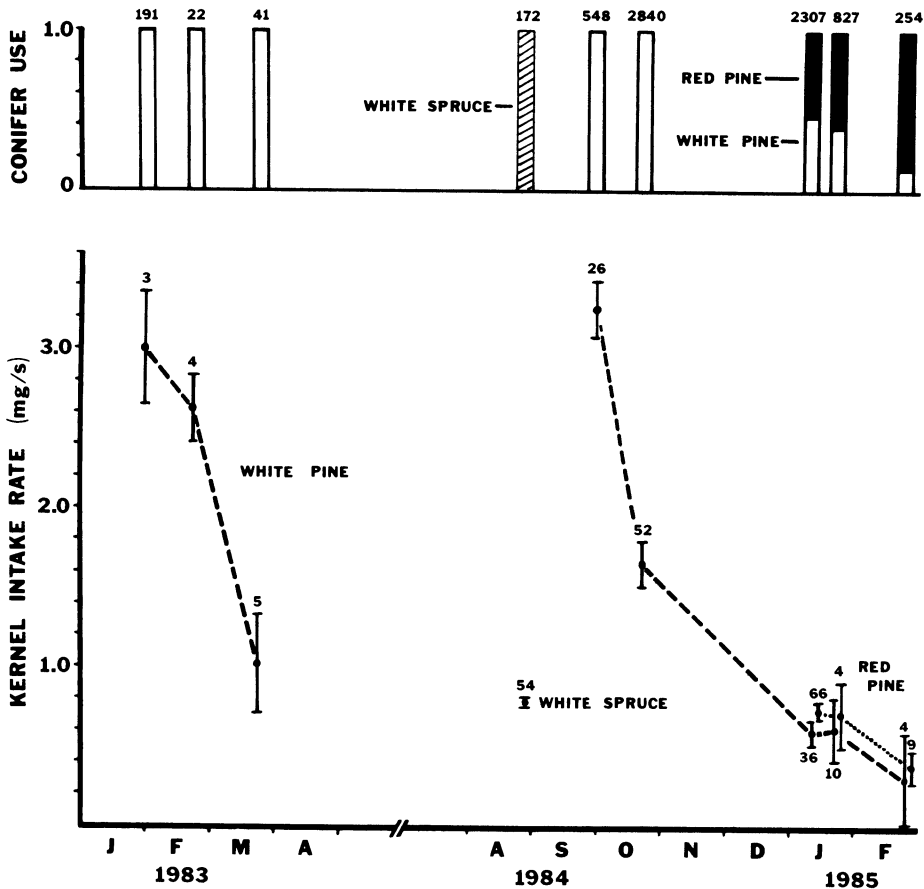 191 22 41 172 548 2840 2307 827 254
1.0
RED PINE
WHITE SPRUCE
WHITE PINE
0
CONIFER USE
3
26
4
3.0
WHITE PINE
2.0
52
5
1.0
4
RED
PINE
54
WHITE SPRUCE
66
4
9
36
10
KERNEL INTAKE RATE (mg/s)
J F M A A S O N D J F
1983 1984 1985